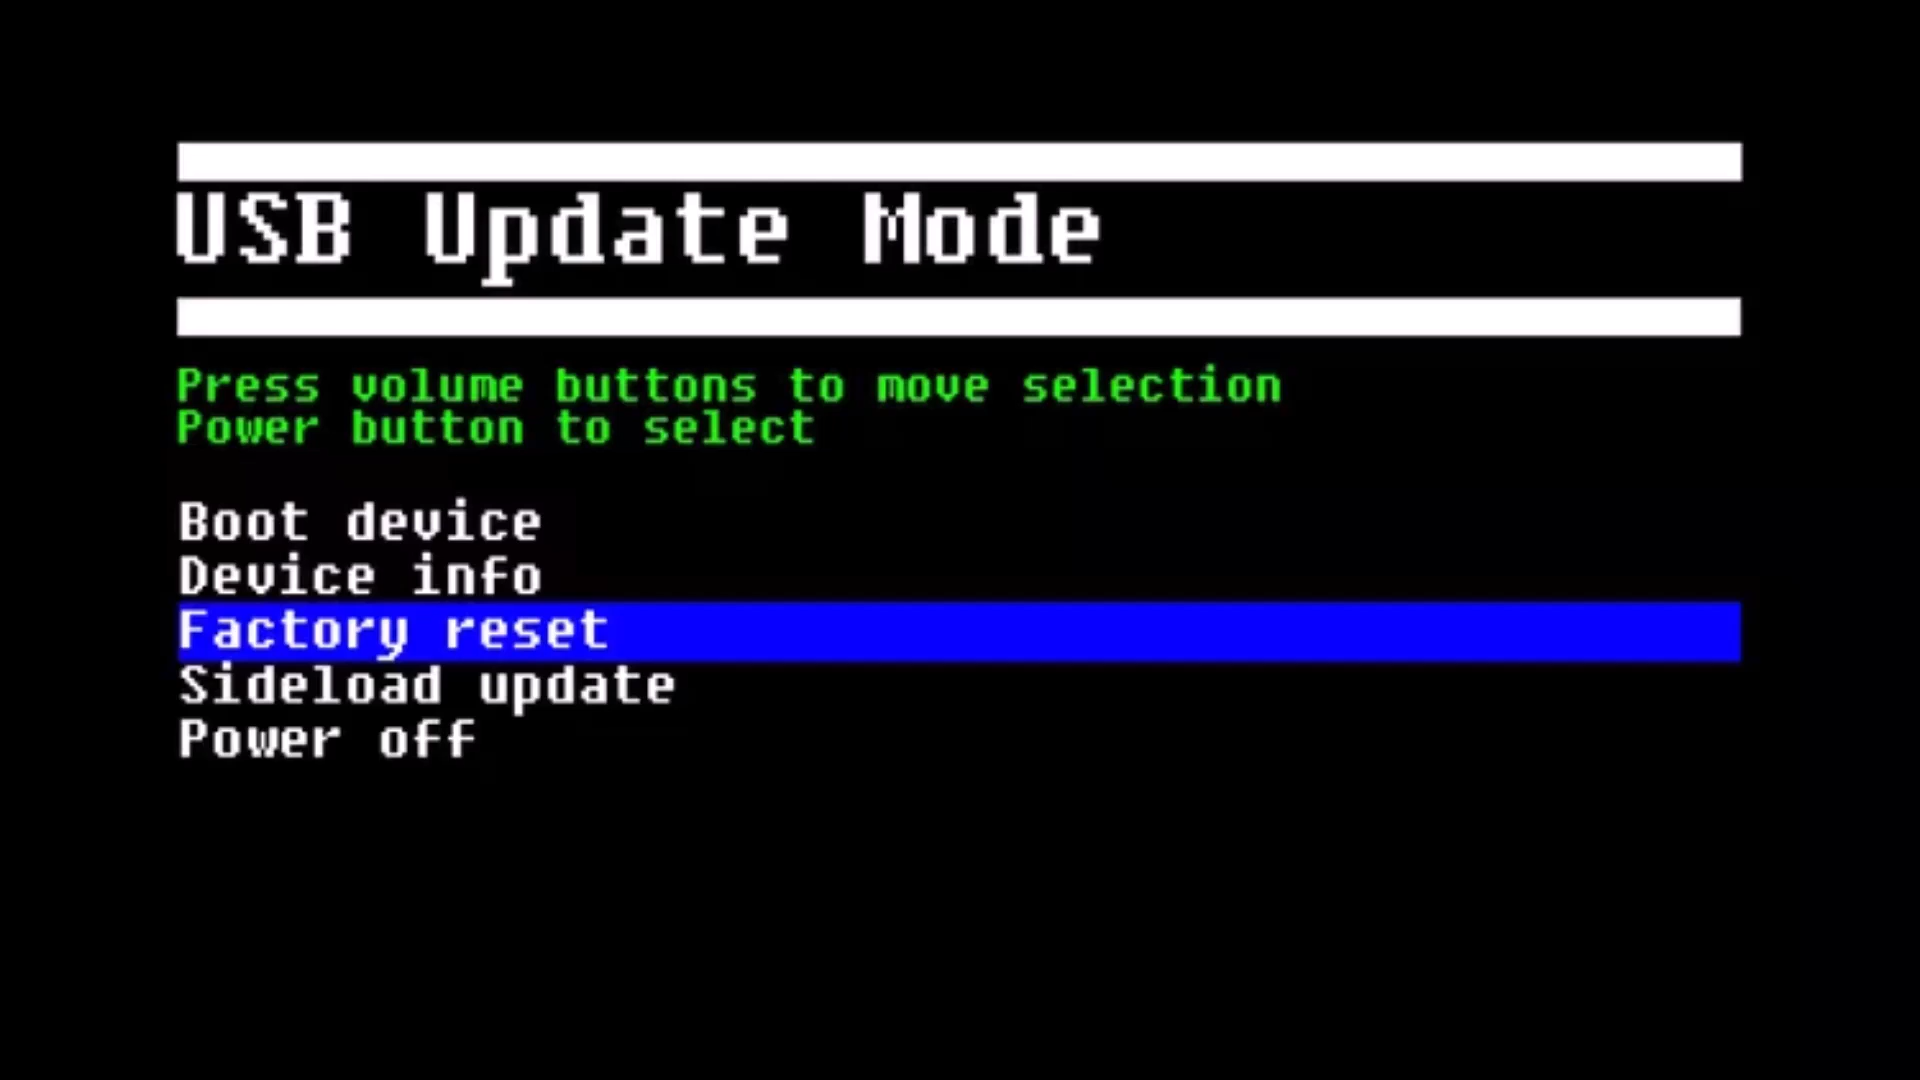 USB Update Mode
Press volume buttons to move selection
Power button to select
Boot device
Device info
Factory reset
Sideload update
Power off